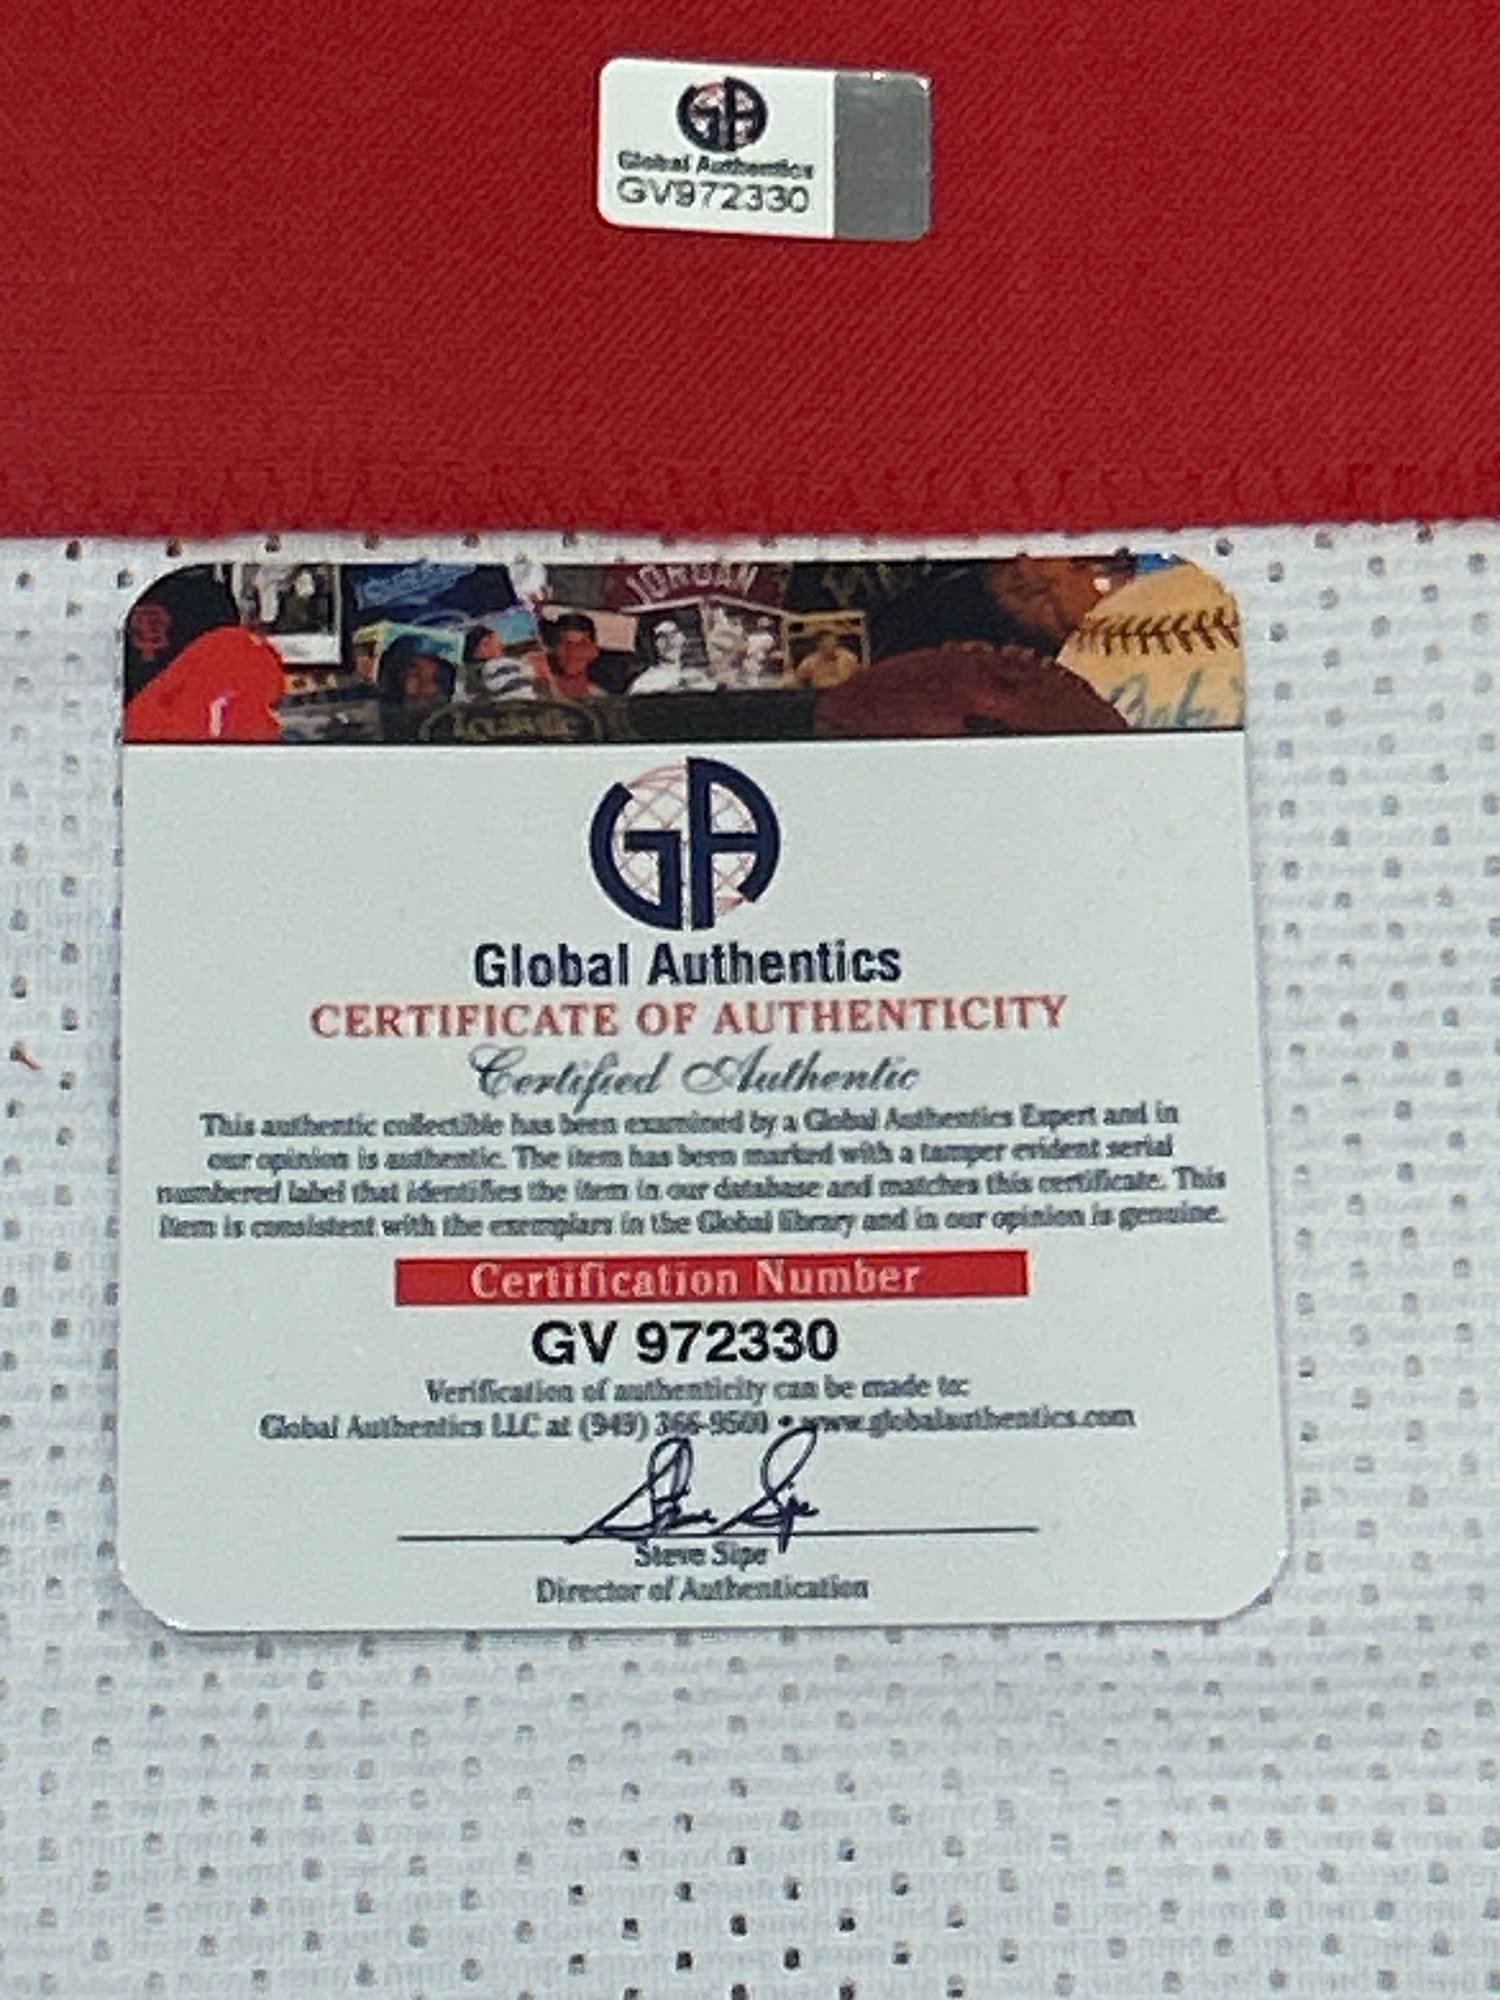 GA
Global Authentics
GV972330
JORGAN
GA
Global Authentics
CERTIFICATE OF AUTHENTICITY
Certified Authentic
This authentic collectible has been examined by a Global Authentics Expert and in
our opinion is authentic. The item has been marked with a tamper evident serial
numbered label that identifies the item in our database and matches this certificate. This
item is consistent with the exemplars in the Global library and in our opinion is genuine.
Certification Number
GV 972330
Verification of authenticity can be made to:
Global Authentics LLC at (949) 366-9500 • www.globalauthentics.com
Steve Sipe
Steve Sipe
Director of Authentication